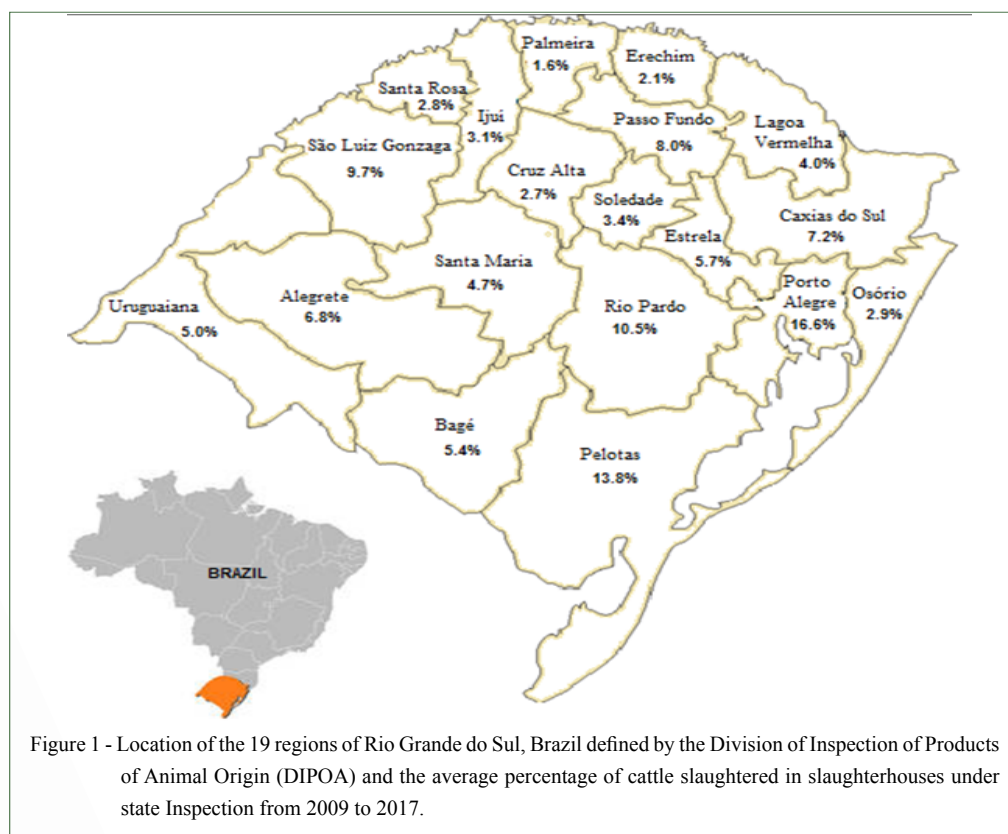 Palmeira
1.6%
Erechim
2.1%
Santa Rosa
2.8%
Ijui
3.1%
Passo Fundo
8.0%
Lagoa
Vermelha
4.0%
São Luiz Gonzaga
9.7%
Cruz Alta
2.7%
Soledade
3.4%
Caxias do Sul
7.2%
Estrela
5.7%
Santa Maria
4.7%
Porto
Alegre
16.6%
Osório
2.9%
Uruguaiana
5.0%
Alegrete
6.8%
Rio Pardo
10.5%
Bagé
5.4%
Pelotas
13.8%
BRAZIL
Figure 1 - Location of the 19 regions of Rio Grande do Sul, Brazil defined by the Division of Inspection of Products
of Animal Origin (DIPOA) and the average percentage of cattle slaughtered in slaughterhouses under
state Inspection from 2009 to 2017.